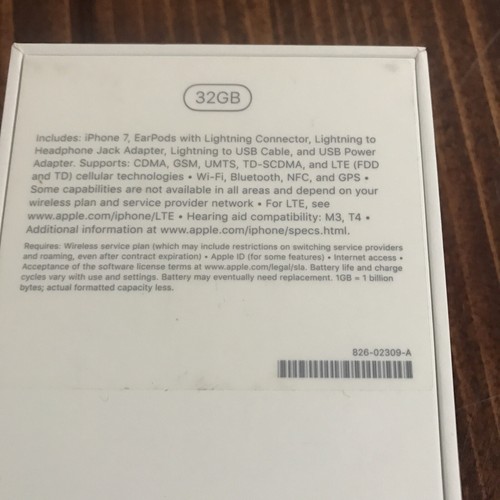 32GB
Includes: iPhone 7, EarPods with Lightning Connector, Lightning to
Headphone Jack Adapter, Lightning to USB Cable, and USB Power
Adapter. Supports: CDMA, GSM, UMTS, TD-SCDMA, and LTE (FDD
and TD) cellular technologies • Wi-Fi, Bluetooth, NFC, and GPS •
Some capabilities are not available in all areas and depend on your
wireless plan and service provider network • For LTE, see
www.apple.com/iphone/LTE • Hearing aid compatibility: M3, T4 •
Additional information at www.apple.com/iphone/specs.html.
Requires: Wireless service plan (which may include restrictions on switching service providers
and roaming, even after contract expiration) • Apple ID (for some features) • Internet access •
Acceptance of the software license terms at www.apple.com/legal/sla. Battery life and charge
cycles vary with use and settings. Battery may eventually need replacement. 1GB = 1 billion
bytes; actual formatted capacity less.
826-02309-A